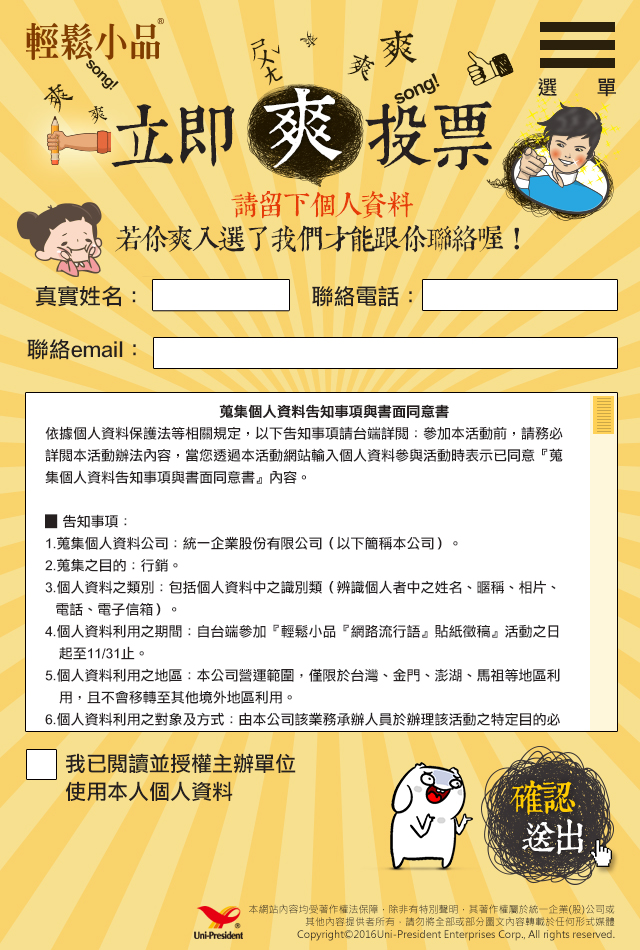 輕鬆小品®
選 單
song!
爽
爽
ㄕㄨㄤ
爽
爽
song!
立即爽投票
請留下個人資料
若你爽入選了我們才能跟你聯絡喔！
真實姓名：
聯絡電話：
聯絡email：
蒐集個人資料告知事項與書面同意書
依據個人資料保護法等相關規定，以下告知事項請台端詳閱：參加本活動前，請務必
詳閱本活動辦法內容，當您透過本活動網站輸入個人資料參與活動時表示已同意『蒐
集個人資料告知事項與書面同意書』內容。
■ 告知事項：
1.蒐集個人資料公司：統一企業股份有限公司（以下簡稱本公司）。
2.蒐集之目的：行銷。
3.個人資料之類別：包括個人資料中之識別類（辨識個人者中之姓名、暱稱、相片、
電話、電子信箱）。
4.個人資料利用之期間：自台端參加『輕鬆小品『網路流行語』貼紙徵稿』活動之日
起至11/31止。
5.個人資料利用之地區：本公司營運範圍，僅限於台灣、金門、澎湖、馬祖等地區利
用，且不會移轉至其他境外地區利用。
6.個人資料利用之對象及方式：由本公司該業務承辦人員於辦理該活動之特定目的必
我已閱讀並授權主辦單位
使用本人個人資料
確認
送出
Uni-President
本網站內容均受著作權法保障，除非有特別聲明，其著作權屬於統一企業(股)公司或
其他內容提供者所有，請勿將全部或部分圖文內容轉載於任何形式媒體
Copyright©2016Uni-President Enterprises Corp, All rights reserved.